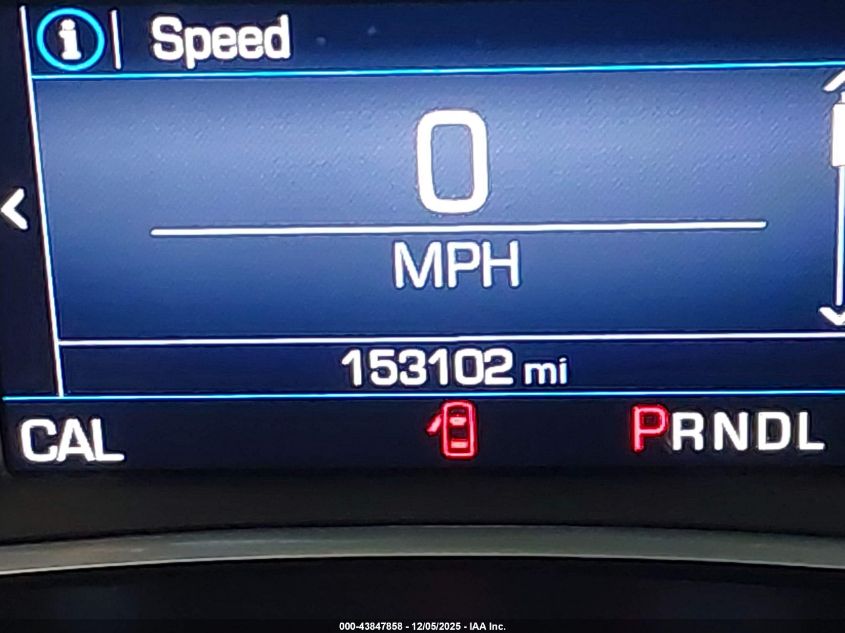 i Speed
0
MPH
153102 mi
CAL PRNDL
000-43847858 - 12/05/2025 - IAA Inc.